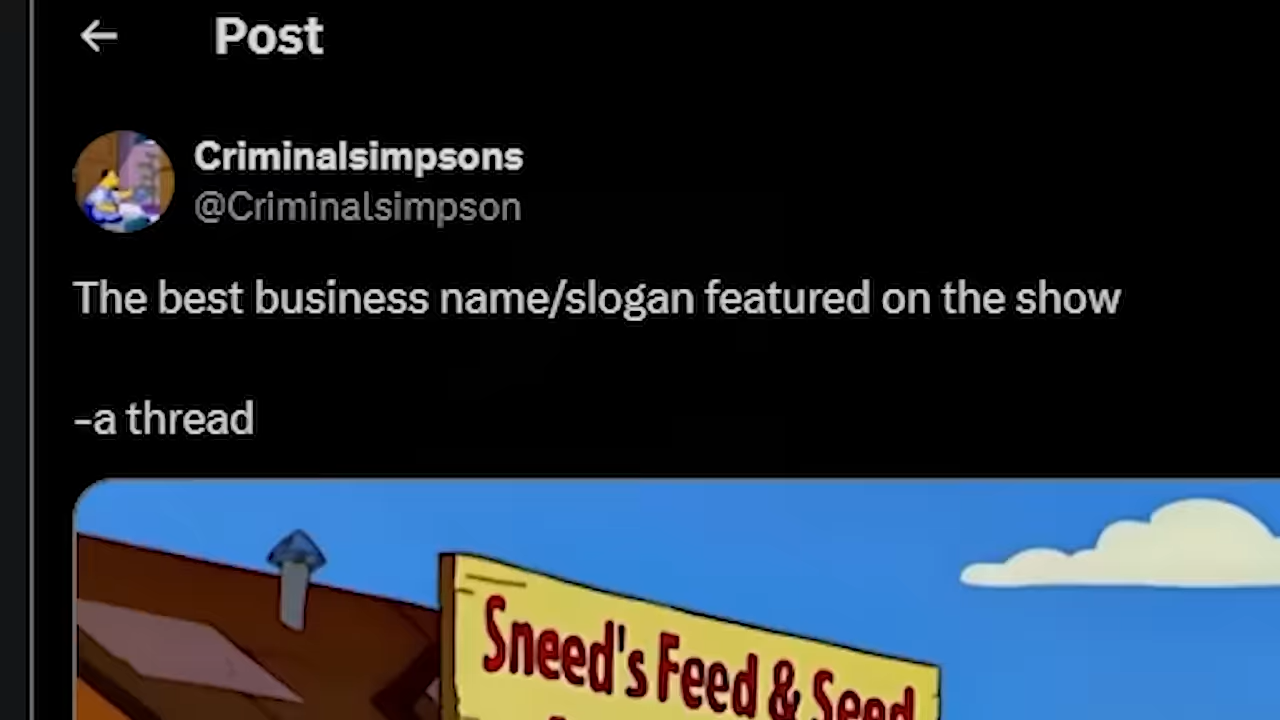 Post
Criminalsimpsons
@Criminalsimpson
The best business name/slogan featured on the show
-a thread
Sneed's Feed & Seed